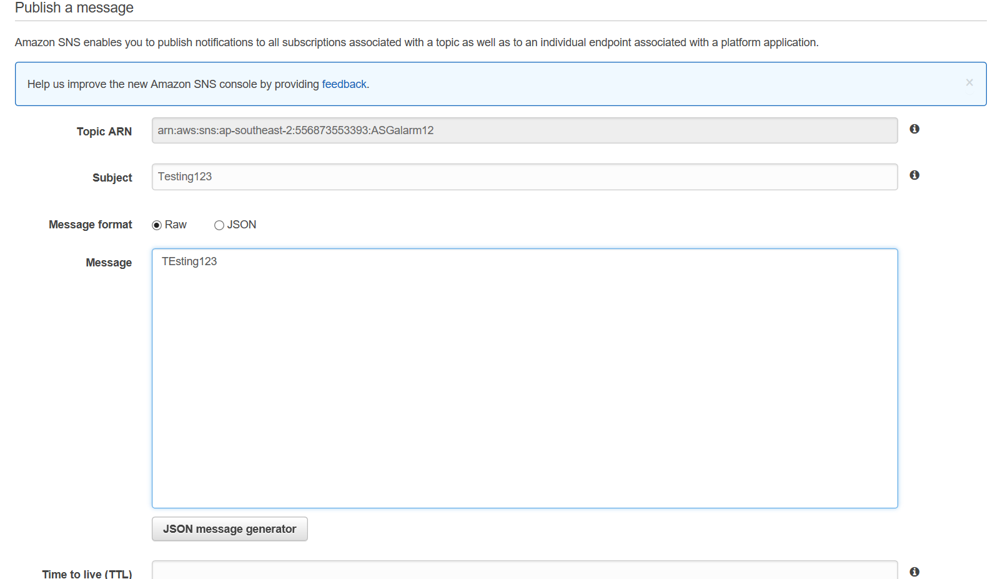 Publish a message
Amazon SNS enables you to publish notifications to all subscriptions associated with a topic as well as to an individual endpoint associated with a platform application.
Help us improve the new Amazon SNS console by providing feedback.
Topic ARN arn:aws:sns:ap-southeast-2:556873553393:ASGalarm12
Subject Testing123
Message format Raw JSON
Message TEsting123
JSON message generator
Time to live (TTL)